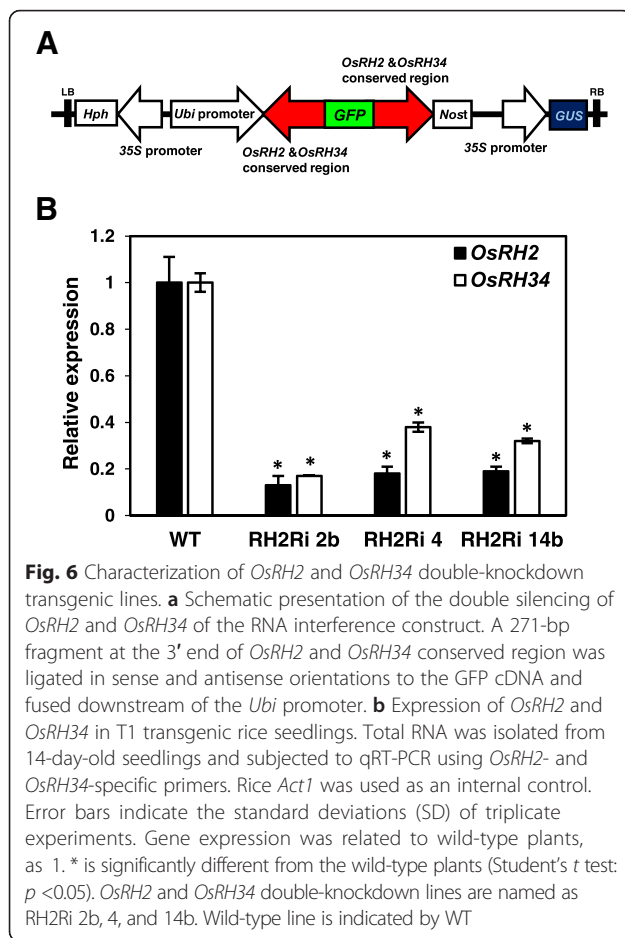 A
OsRH2 &OsRH34
conserved region
LB
RB
Hph
Ubi promoter
GFP
Nost
GUS
35S promoter
OsRH2 &OsRH34
conserved region
35S promoter
B
1.2
1
0.8
0.6
0.4
0.2
0
Relative expression
OsRH2
OsRH34
* * * * * *
WT RH2Ri 2b RH2Ri 4 RH2Ri 14b
Fig. 6 Characterization of OsRH2 and OsRH34 double-knockdown
transgenic lines. a Schematic presentation of the double silencing of
OsRH2 and OsRH34 of the RNA interference construct. A 271-bp
fragment at the 3′ end of OsRH2 and OsRH34 conserved region was
ligated in sense and antisense orientations to the GFP cDNA and
fused downstream of the Ubi promoter. b Expression of OsRH2 and
OsRH34 in T1 transgenic rice seedlings. Total RNA was isolated from
14-day-old seedlings and subjected to qRT-PCR using OsRH2- and
OsRH34-specific primers. Rice Act1 was used as an internal control.
Error bars indicate the standard deviations (SD) of triplicate
experiments. Gene expression was related to wild-type plants,
as 1. * is significantly different from the wild-type plants (Student's t test:
p <0.05). OsRH2 and OsRH34 double-knockdown lines are named as
RH2Ri 2b, 4, and 14b. Wild-type line is indicated by WT